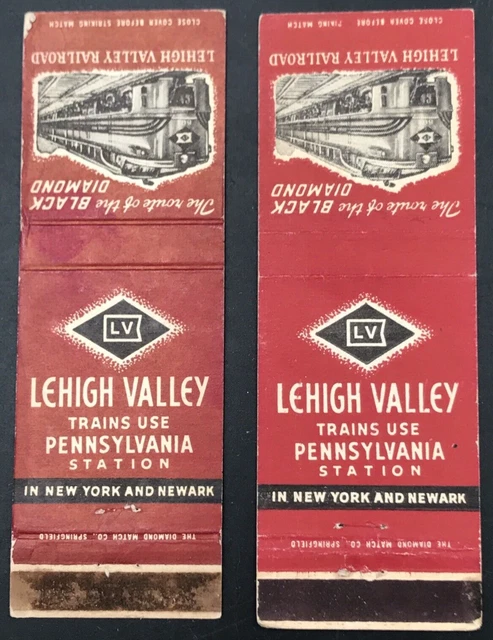 CLOSE COVER BEFORE STRIKING MATCH
LEHIGH VALLEY RAILROAD
The route of the BLACK
DIAMOND
LV
LEHIGH VALLEY
TRAINS USE
PENNSYLVANIA
STATION
IN NEW YORK AND NEWARK
THE DIAMOND MATCH CO., SPRINGFIELD
CLOSE COVER BEFORE
LEHIGH VALLEY RAILROAD
The route of the BLACK
DIAMOND
LV
LEHIGH VALLEY
TRAINS USE
PENNSYLVANIA
STATION
IN NEW YORK AND NEWARK
THE DIAMOND MATCH CO., SPRINGFIELD